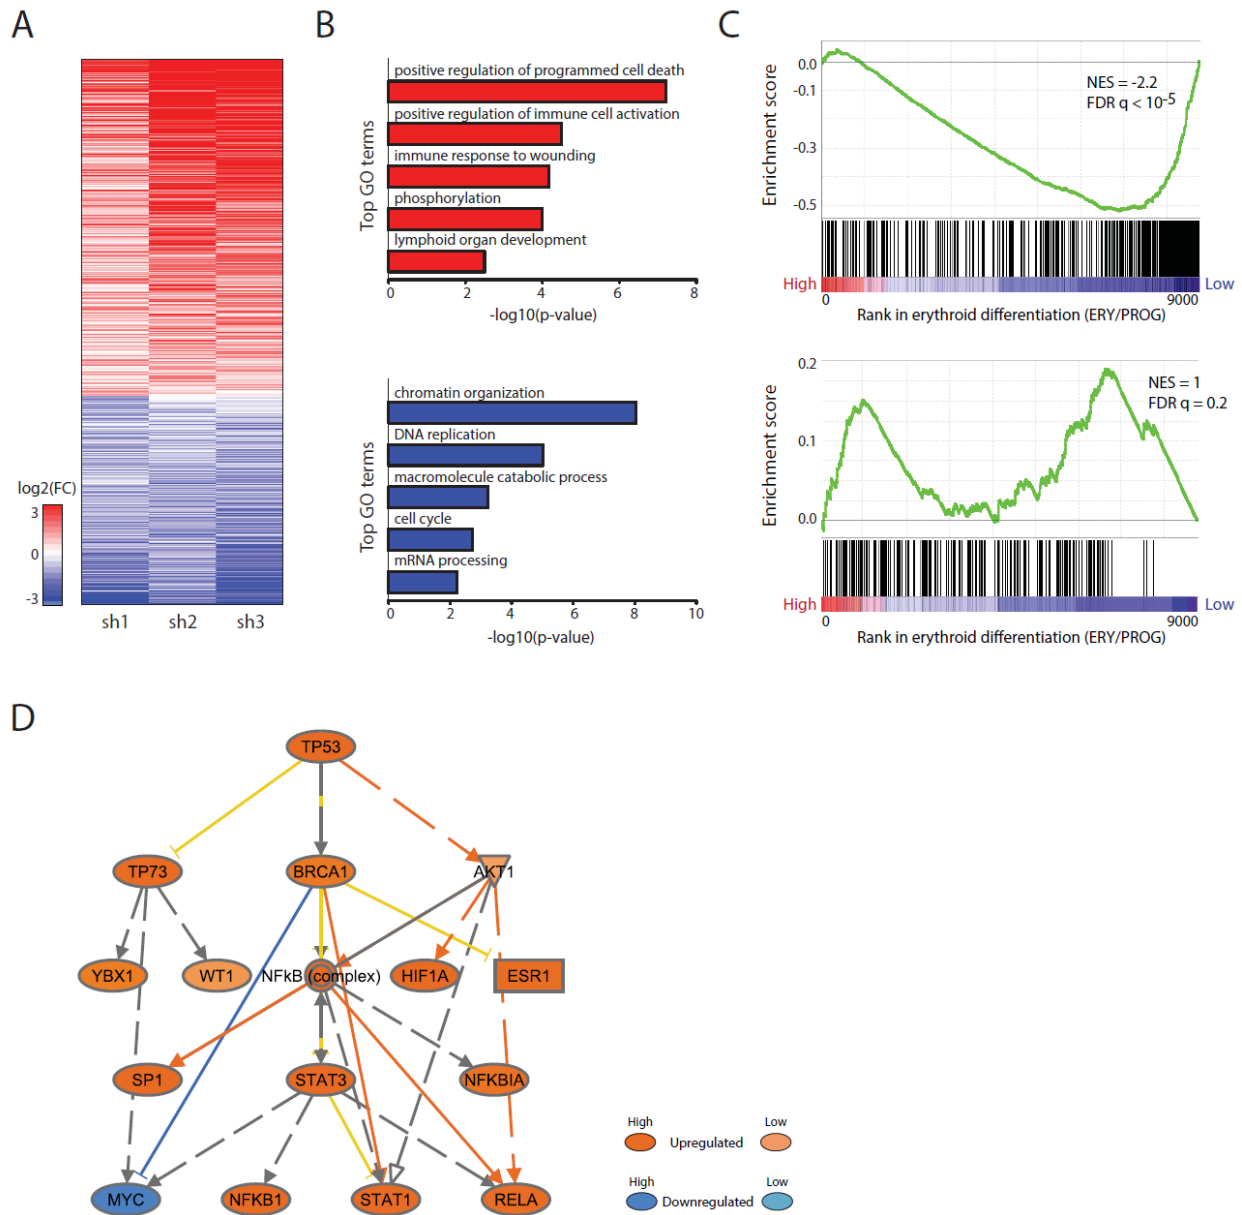 A
log2(FC)
3
0
-3
sh1 sh2 sh3
B
Top GO terms
positive regulation of programmed cell death
positive regulation of immune cell activation
immune response to wounding
phosphorylation
lymphoid organ development
0 2 4 6 8
-log10(p-value)
Top GO terms
chromatin organization
DNA replication
macromolecule catabolic process
cell cycle
mRNA processing
0 2 4 6 8 10
-log10(p-value)
C
Enrichment score
0.0
-0.1
-0.3
-0.5
NES = -2.2
FDR q < 10-5
High Low
0 9000
Rank in erythroid differentiation (ERY/PROG)
Enrichment score
0.2
0.1
0.0
NES = 1
FDR q = 0.2
High Low
0 9000
Rank in erythroid differentiation (ERY/PROG)
D
TP53
TP73 BRCA1 AKT1
YBX1 WT1 NFkB (complex) HIF1A ESR1
SP1 STAT3 NFKBIA
MYC NFKB1 STAT1 RELA
High Low
Upregulated
High Low
Downregulated